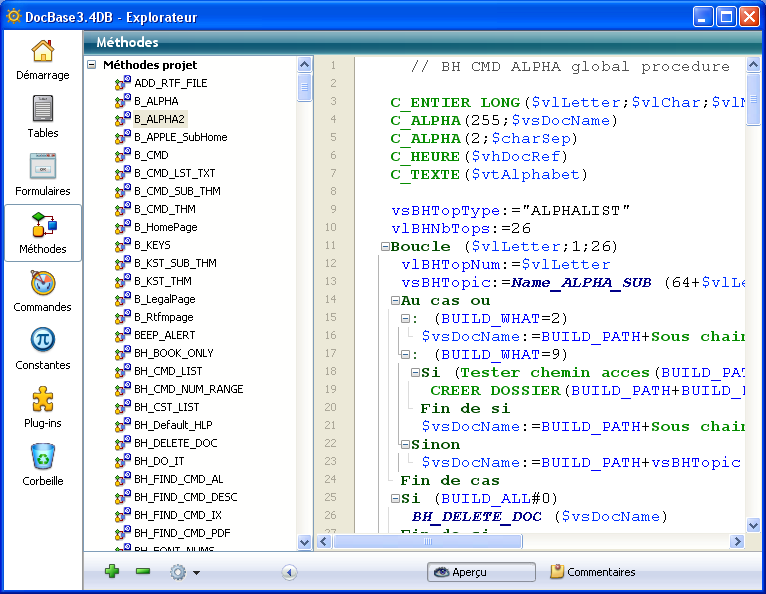 DocBase3.4DB - Explorateur
Démarrage
Tables
Formulaires
Méthodes
Commandes
Constantes
Plug-ins
Corbeille
Méthodes
Méthodes projet
ADD_RTF_FILE
B_ALPHA
B_ALPHA2
B_APPLE_SubHome
B_CMD
B_CMD_LST_TXT
B_CMD_SUB_THM
B_CMD_THM
B_HomePage
B_KEYS
B_KST_SUB_THM
B_KST_THM
B_LegalPage
B_Rtfmpage
BEEP_ALERT
BH_BOOK_ONLY
BH_CMD_LIST
BH_CMD_NUM_RANGE
BH_CST_LIST
BH_Default_HLP
BH_DELETE_DOC
BH_DO_IT
BH_FIND_CMD_AL
BH_FIND_CMD_DESC
BH_FIND_CMD_IX
BH_FIND_CMD_PDF
BH_FONT_NUMS
1 // BH CMD ALPHA global procedure
2
3 C_ENTIER LONG($vlLetter;$vlChar;$vlN
4 C_ALPHA(255;$vsDocName)
5 C_ALPHA(2;$charSep)
6 C_HEURE($vhDocRef)
7 C_TEXTE($vtAlphabet)
8
9 vsBHTopType:="ALPHALIST"
10 vlBHNbTops:=26
11 Boucle ($vlLetter;1;26)
12 vlBHTopNum:=$vlLetter
13 vsBHTopic:=Name_ALPHA_SUB (64+$vlLe
14 Au cas ou
15 : (BUILD_WHAT=2)
16 $vsDocName:=BUILD_PATH+Sous chain
17 : (BUILD_WHAT=9)
18 Si (Tester chemin acces(BUILD_PAT
19 CREER DOSSIER(BUILD_PATH+BUILD_
20 Fin de si
21 $vsDocName:=BUILD_PATH+Sous chain
22 Sinon
23 $vsDocName:=BUILD_PATH+vsBHTopic
24 Fin de cas
25 Si (BUILD_ALL#0)
26 BH_DELETE_DOC ($vsDocName)
27 Fin de si
Aperçu
Commentaires